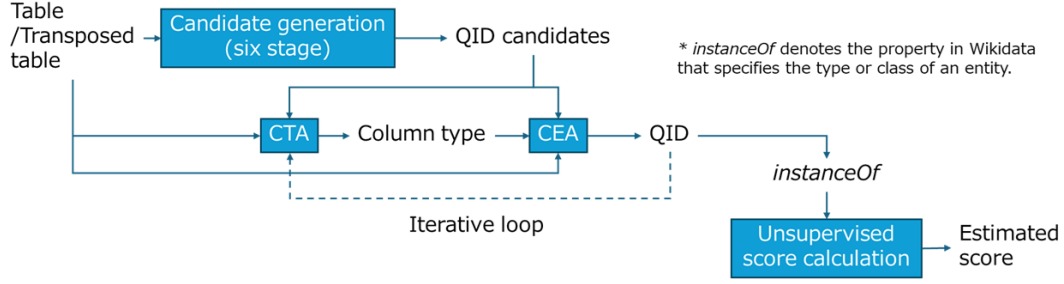 Table
/Transposed
table
Candidate generation
(six stage)
QID candidates
* instanceOf denotes the property in Wikidata
that specifies the type or class of an entity.
CTA
Column type
CEA
QID
instanceOf
Iterative loop
Unsupervised
score calculation
Estimated
score